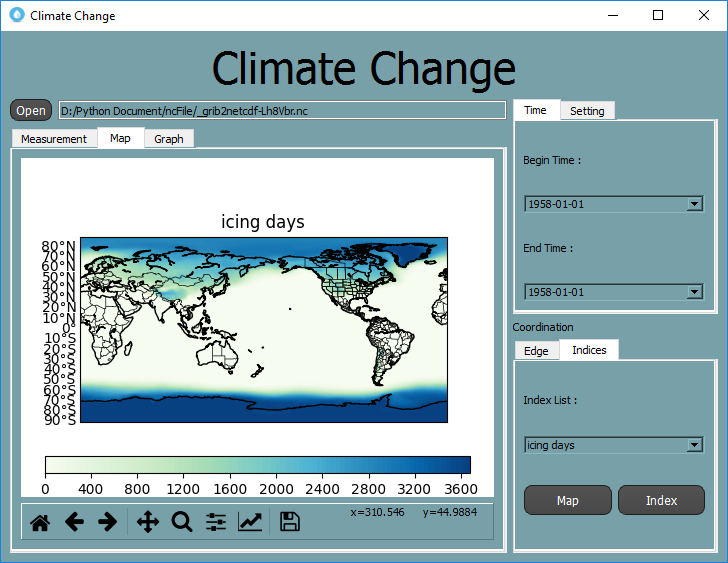 Climate Change
Climate Change
Open
D:/Python Document/ncFile/_grib2netcdf-Lh8Vbr.nc
Measurement
Map
Graph
icing days
80°N
70°N
60°N
50°N
40°N
30°N
20°N
10°N
0°
10°S
20°S
30°S
40°S
50°S
60°S
70°S
80°S
90°S
0 400 800 1200 1600 2000 2400 2800 3200 3600
x=310.546 y=44.9884
Time
Setting
Begin Time :
1958-01-01
End Time :
1958-01-01
Coordination
Edge
Indices
Index List :
icing days
Map
Index